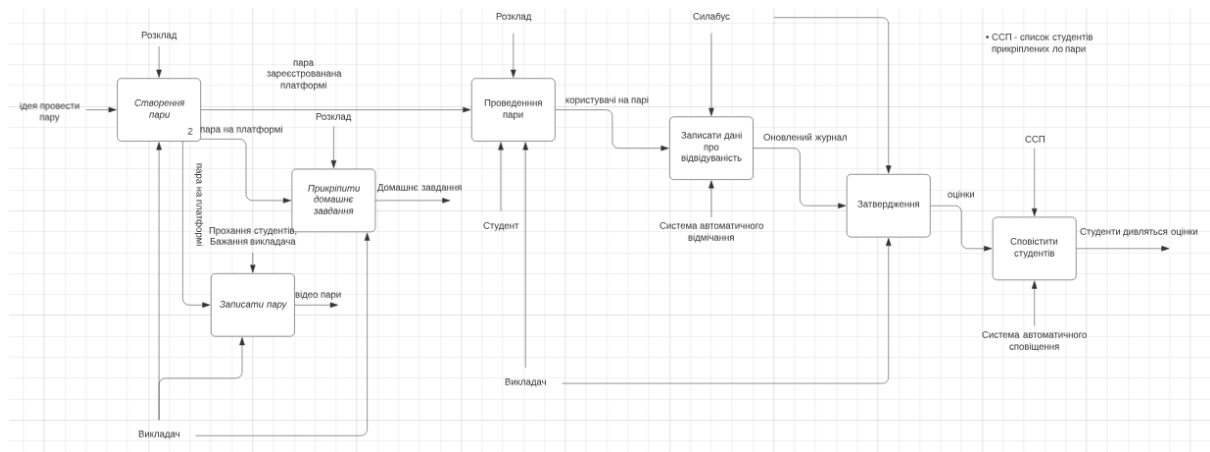 Розклад
Розклад
Силабус
• ССП - список студентів
прикріплених ло пари
пара
зареєстрованана
платформі
ідея провести
пару
Створення
пари
2
Проведенння
пари
користувачі на парі
Розклад
пара на платформі
Записати дані
про
відвідуваність
Оновлений журнал
ССП
пара на платформі
Прикріпити
домашнє
завдання
Домашнє завдання
Затвердження
оцінки
Прохання студентів,
Бажання викладача
Студент
Система автоматичного
відмічання
Сповістити
студентів
Студенти дивляться оцінки
Записати пару
відео пари
Система автоматичного
сповіщення
Викладач
Викладач